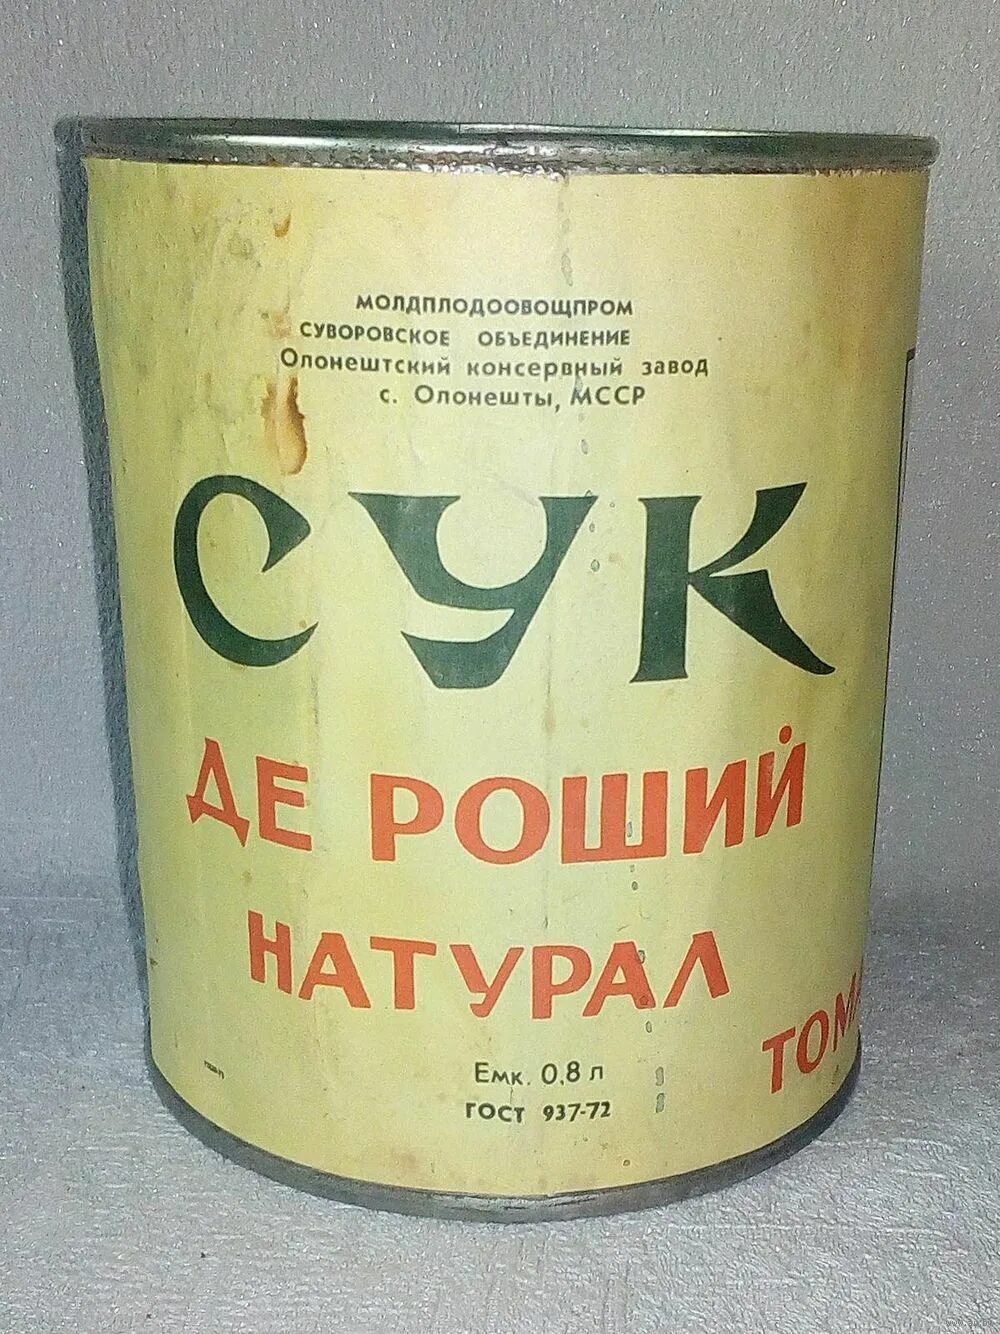 МОЛДПЛОДООВОЩПРОМ
СУВОРОВСКОЕ ОБЪЕДИНЕНИЕ
Олонештский консервный завод
с. Олонешты, МССР
СУК
ДЕ РОШИЙ
НАТУРАЛ
Емк. 0,8 л
ГОСТ 937-72